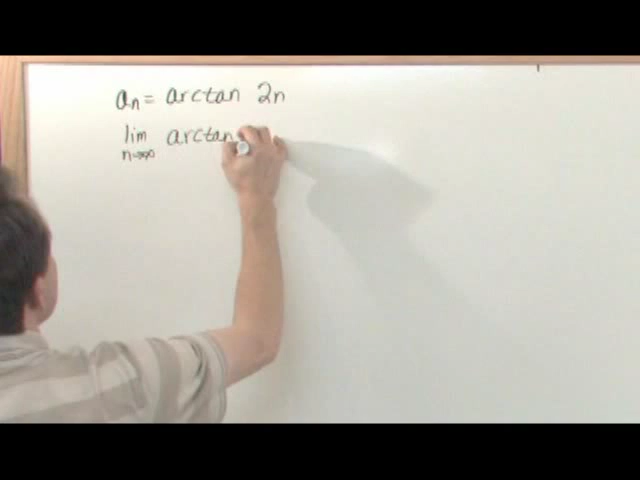 aₙ = arctan 2n
lim arctan
n→∞